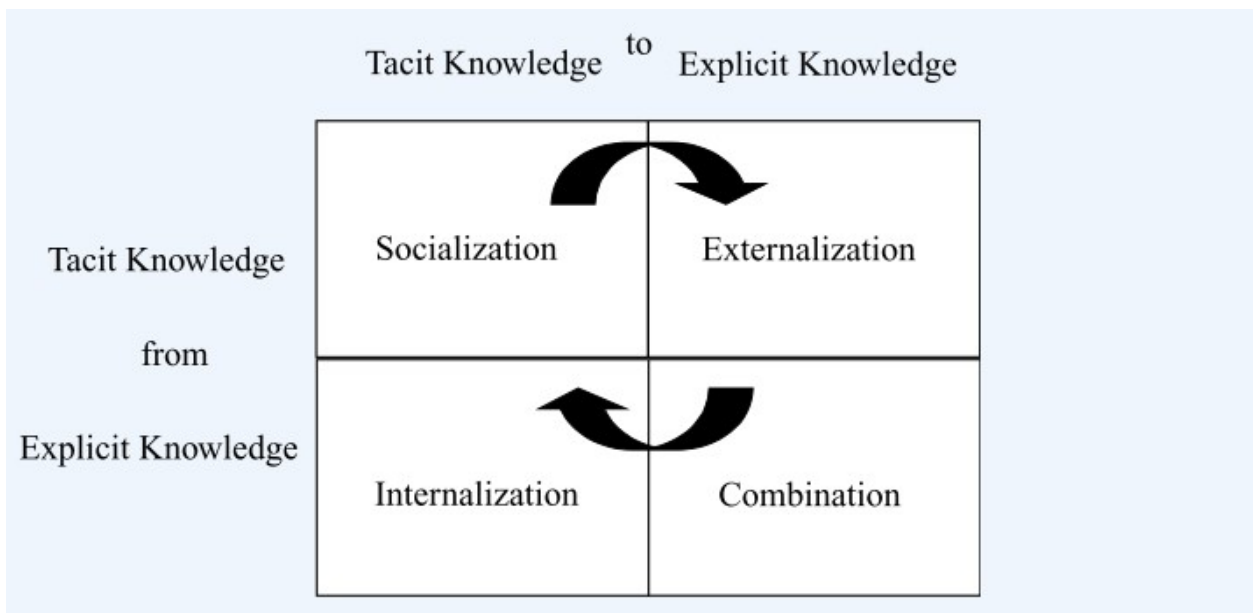 to
Tacit Knowledge Explicit Knowledge
Socialization Externalization
Tacit Knowledge
from
Explicit Knowledge
Internalization Combination